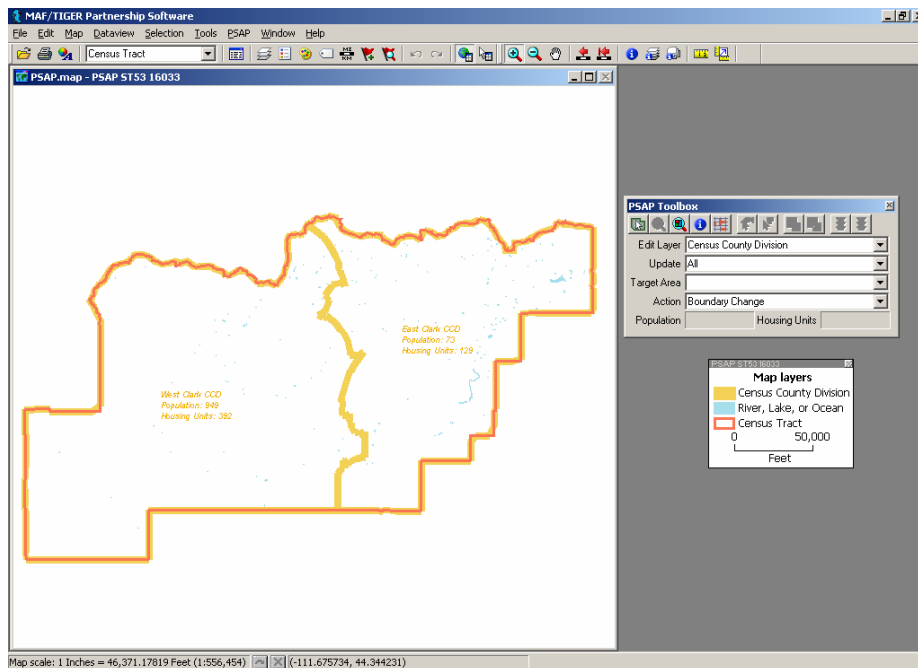 MAF/TIGER Partnership Software
File Edit Map Dataview Selection Tools PSAP Window Help
Census Tract
PSAP.map - PSAP ST53 16033
East Clark CCD
Population: 73
Housing Units: 129
West Clark CCD
Population: 949
Housing Units: 392
PSAP Toolbox
Edit Layer Census County Division
Update All
Target Area
Action Boundary Change
Population Housing Units
PSAP ST53 16033
Map layers
Census County Division
River, Lake, or Ocean
Census Tract
0 50,000
Feet
Map scale: 1 Inches = 46,371.17819 Feet (1:556,454) (-111.675734, 44.344231)